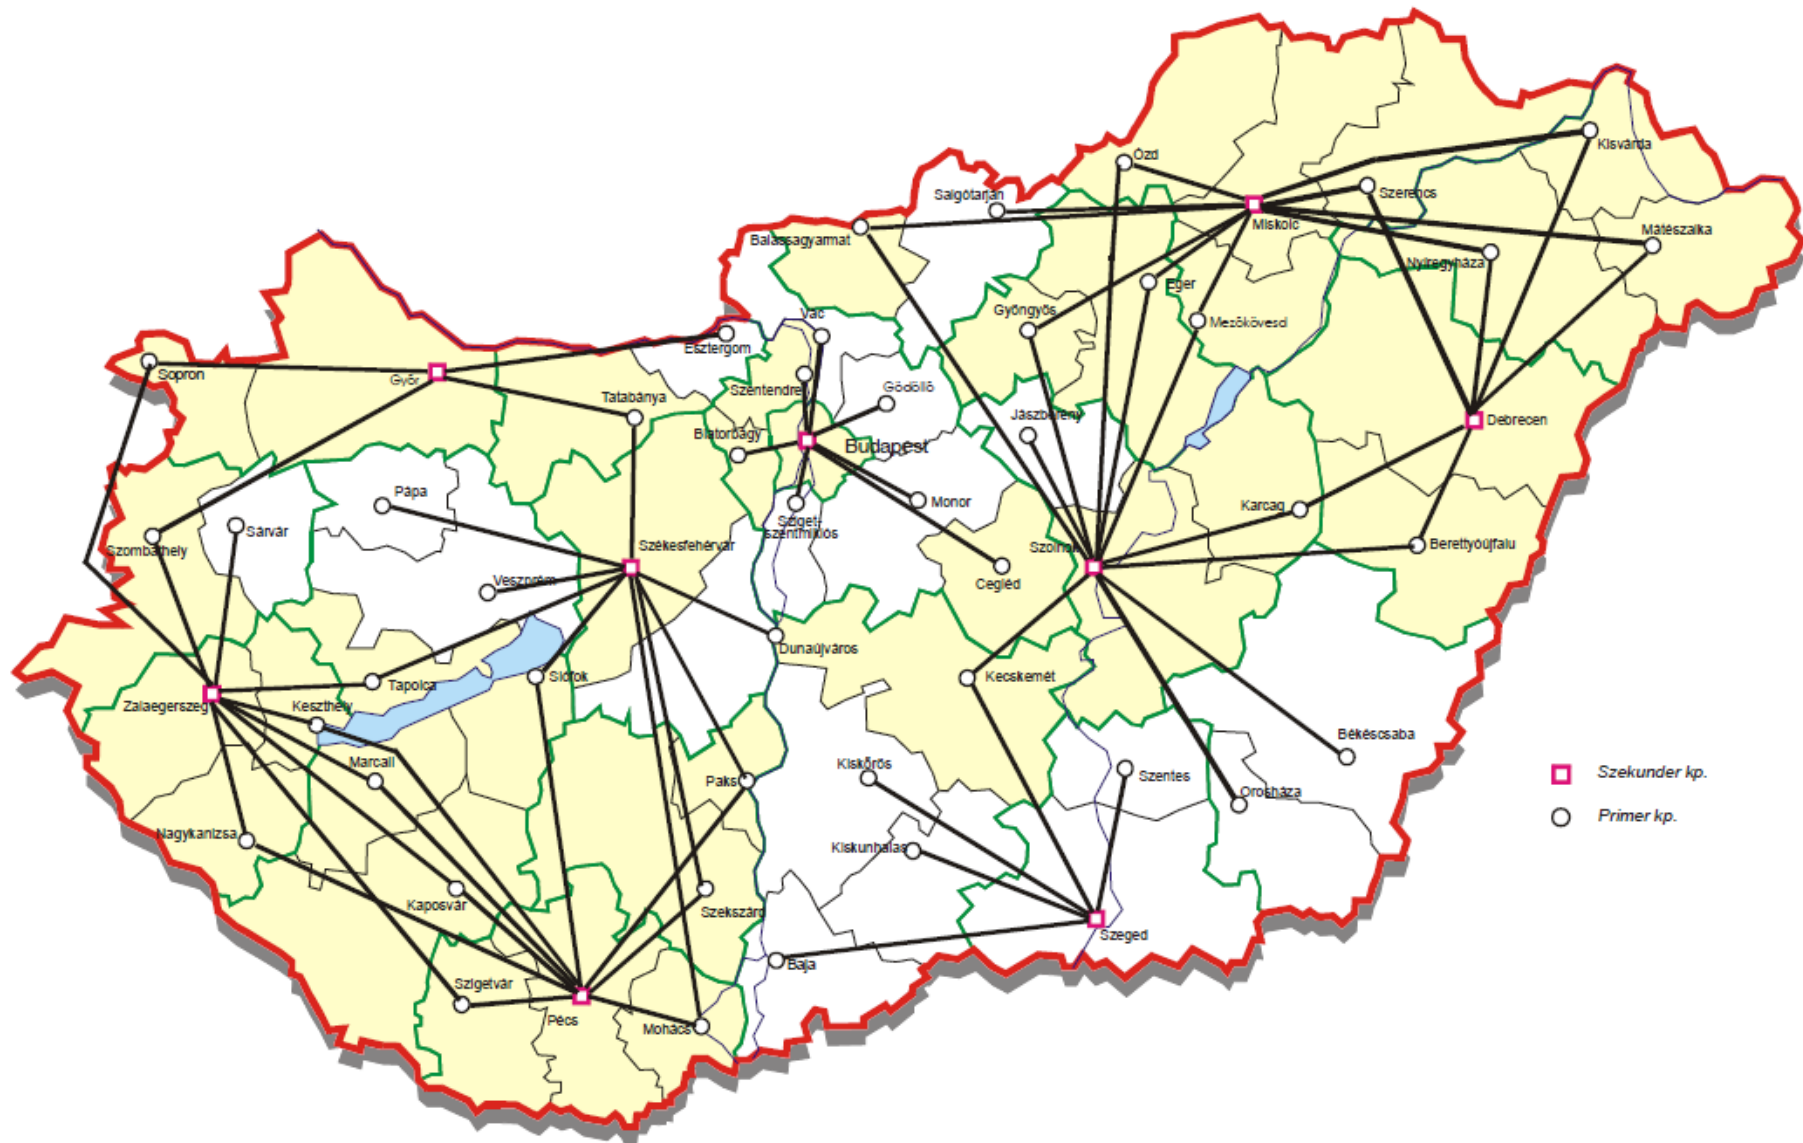 Kisvárda
Ózd
Szerencs
Salgótarján
Miskolc
Mátészalka
Balassagyarmat
Nyíregyháza
Eger
Gyöngyös
Vác
Mezőkövesd
Esztergom
Sopron
Győr
Szentendre
Gödöllő
Tatabánya
Jászberény
Debrecen
Biatorbágy
Budapest
Pápa
Monor
Karcag
Sárvár
Sziget-
szentmiklós
Szombathely
Székesfehérvár
Szolnok
Berettyóújfalu
Veszprém
Cegléd
Dunaújváros
Siófok
Kecskemét
Tapolca
Zalaegerszeg
Keszthely
Békéscsaba
Marcali
Kiskőrös
Szentes
Szekunder kp.
Paks
Orosháza
Primer kp.
Nagykanizsa
Kiskunhalas
Kaposvár
Szekszárd
Szeged
Baja
Szigetvár
Pécs
Mohács